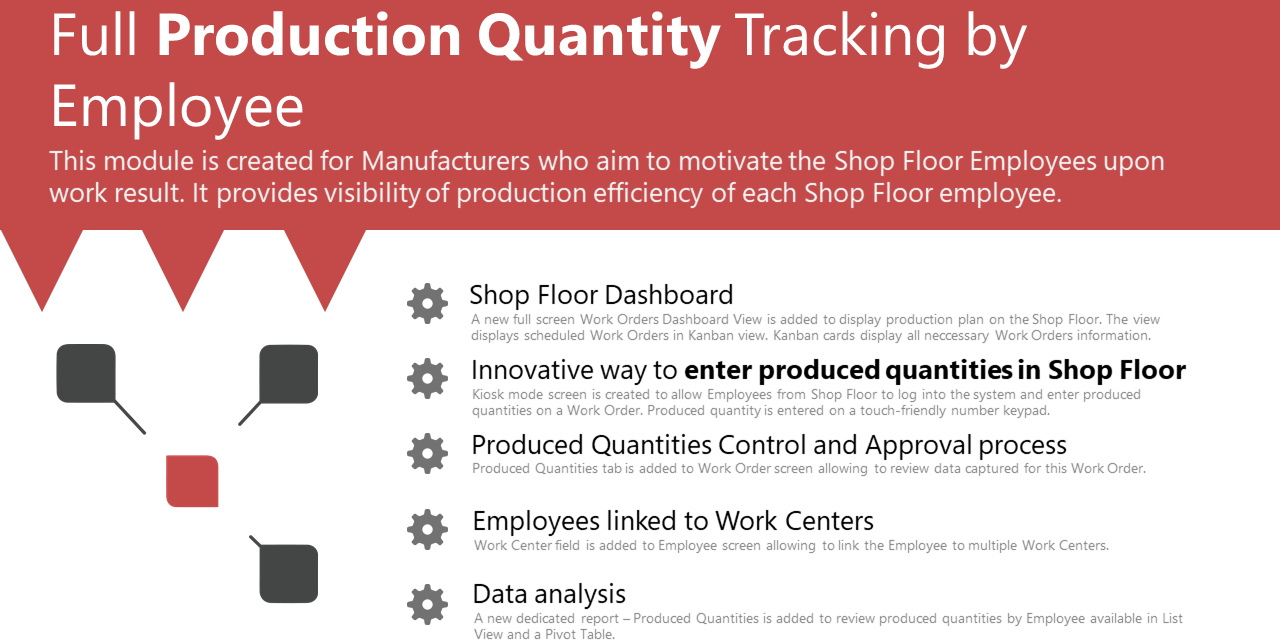 Full Production Quantity Tracking by
Employee
This module is created for Manufacturers who aim to motivate the Shop Floor Employees upon
work result. It provides visibility of production efficiency of each Shop Floor employee.
Shop Floor Dashboard
A new full screen Work Orders Dashboard View is added to display production plan on the Shop Floor. The view
displays scheduled Work Orders in Kanban view. Kanban cards display all neccessary Work Orders information.
Innovative way to enter produced quantities in Shop Floor
Kiosk mode screen is created to allow Employees from Shop Floor to log into the system and enter produced
quantities on a Work Order. Produced quantity is entered on a touch-friendly number keypad.
Produced Quantities Control and Approval process
Produced Quantities tab is added to Work Order screen allowing to review data captured for this Work Order.
Employees linked to Work Centers
Work Center field is added to Employee screen allowing to link the Employee to multiple Work Centers.
Data analysis
A new dedicated report – Produced Quantities is added to review produced quantities by Employee available in List
View and a Pivot Table.